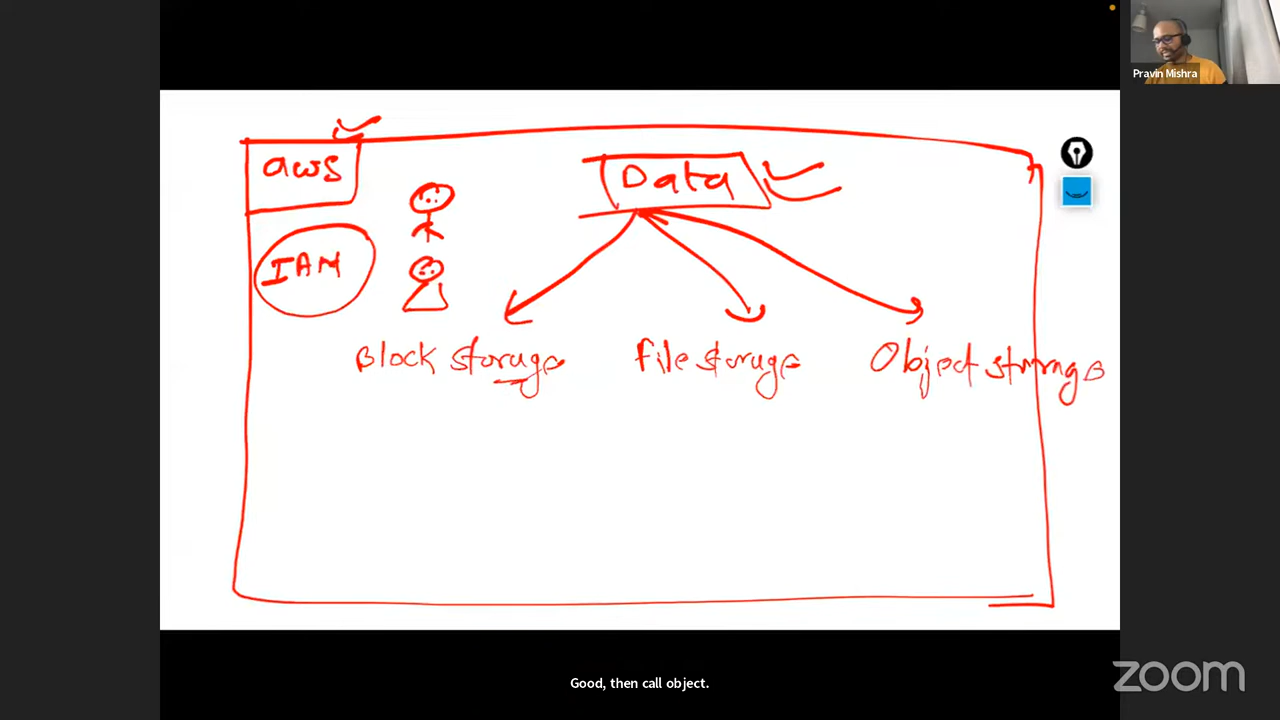 Pravin Mishra
aws
Data
IAM
Block storage
file storage
Object storage
Good, then call object.
zoom